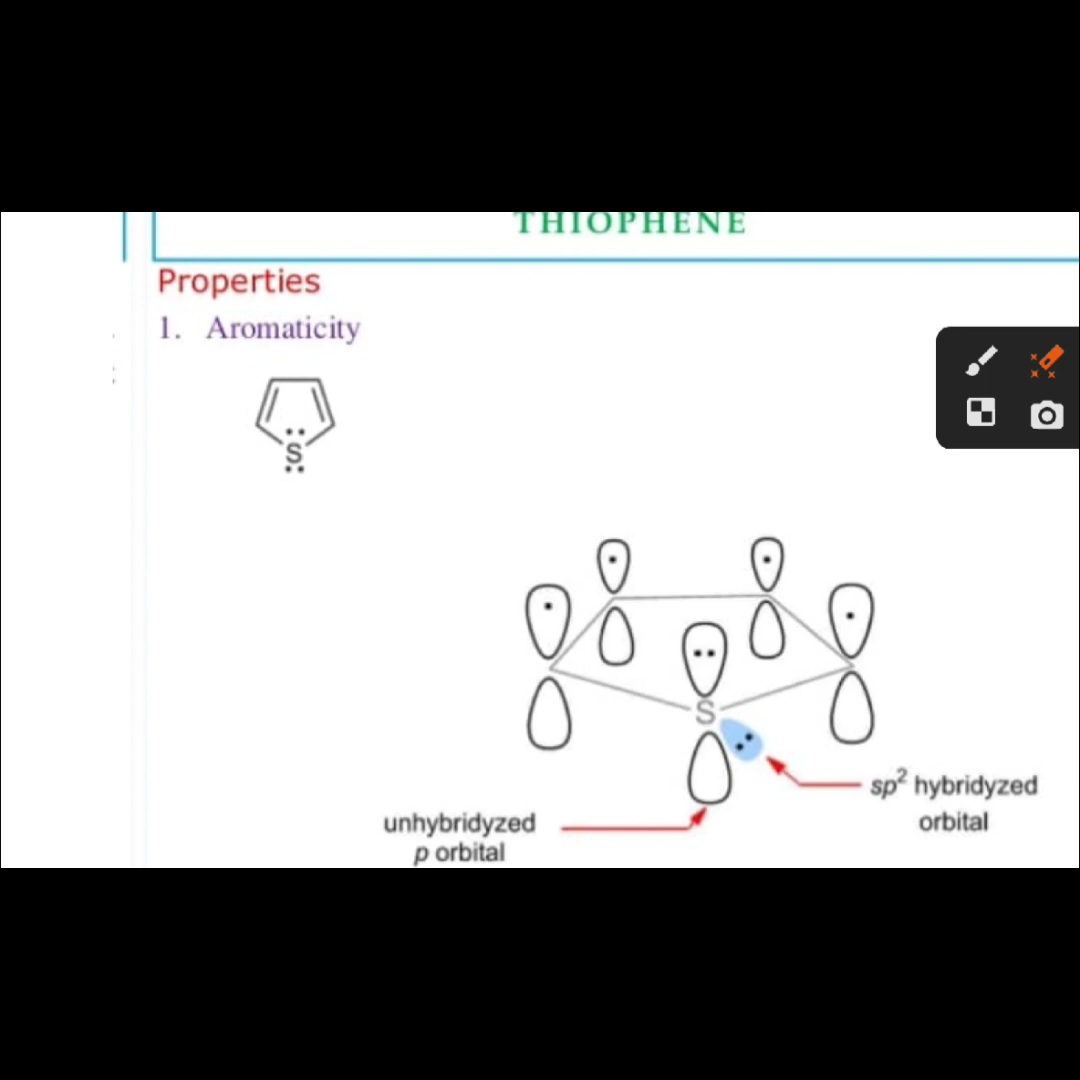 THIOPHENE
Properties
1. Aromaticity
S
S
sp² hybridyzed
orbital
unhybridyzed
p orbital